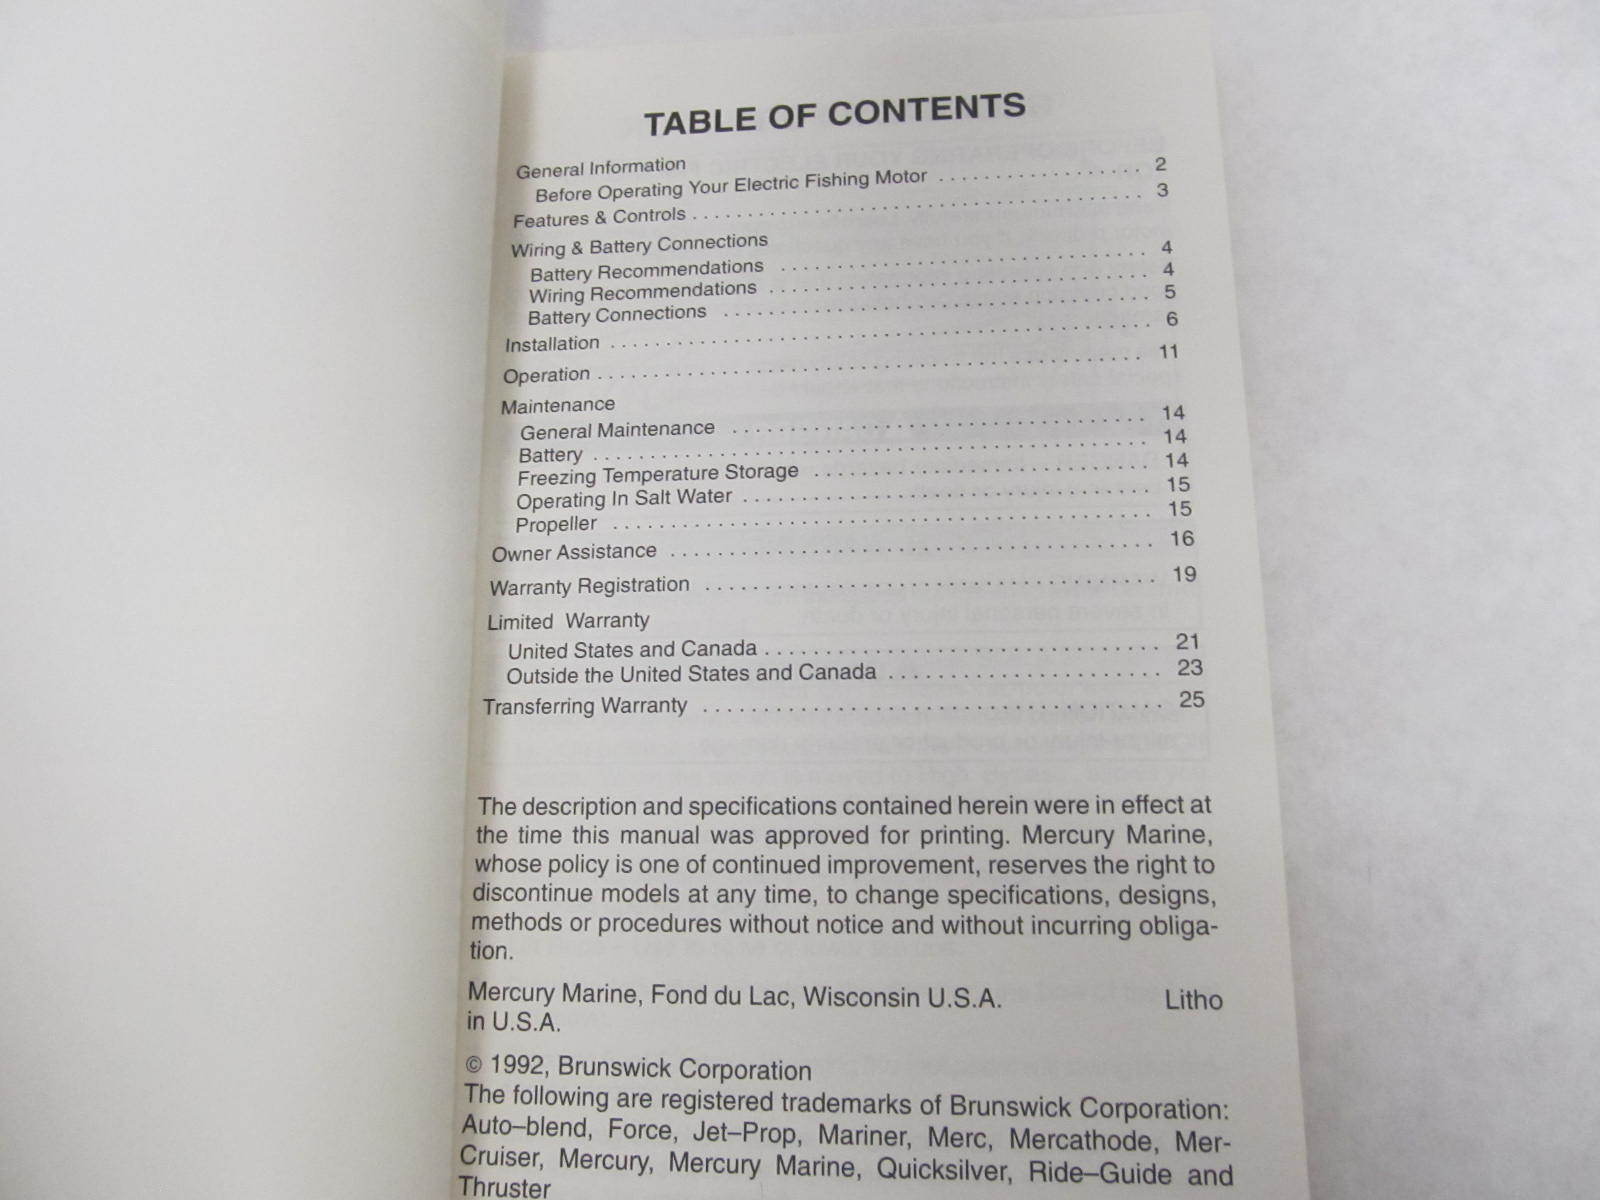 TABLE OF CONTENTS
General Information
Before Operating Your Electric Fishing Motor . . . . . . . . . . . . . . . . . . 2
Features & Controls . . . . . . . . . . . . . . . . . . . . . . . . . . . . . . . . . . . . . . . . . 3
Wiring & Battery Connections
Battery Recommendations . . . . . . . . . . . . . . . . . . . . . . . . . . . . . . . . 4
Wiring Recommendations . . . . . . . . . . . . . . . . . . . . . . . . . . . . . . . . . 4
Battery Connections . . . . . . . . . . . . . . . . . . . . . . . . . . . . . . . . . . . . . . 5
Installation . . . . . . . . . . . . . . . . . . . . . . . . . . . . . . . . . . . . . . . . . . . . . . . . . 6
Operation . . . . . . . . . . . . . . . . . . . . . . . . . . . . . . . . . . . . . . . . . . . . . . . . . 11
Maintenance
General Maintenance . . . . . . . . . . . . . . . . . . . . . . . . . . . . . . . . . . . . 14
Battery . . . . . . . . . . . . . . . . . . . . . . . . . . . . . . . . . . . . . . . . . . . . . . . . . 14
Freezing Temperature Storage . . . . . . . . . . . . . . . . . . . . . . . . . . . . . 14
Operating In Salt Water . . . . . . . . . . . . . . . . . . . . . . . . . . . . . . . . . . . 15
Propeller . . . . . . . . . . . . . . . . . . . . . . . . . . . . . . . . . . . . . . . . . . . . . . . 15
Owner Assistance . . . . . . . . . . . . . . . . . . . . . . . . . . . . . . . . . . . . . . . . . 16
Warranty Registration . . . . . . . . . . . . . . . . . . . . . . . . . . . . . . . . . . . . . . 19
Limited Warranty
United States and Canada . . . . . . . . . . . . . . . . . . . . . . . . . . . . . . . . . 21
Outside the United States and Canada . . . . . . . . . . . . . . . . . . . . . . . 23
Transferring Warranty . . . . . . . . . . . . . . . . . . . . . . . . . . . . . . . . . . . . . . 25
The description and specifications contained herein were in effect at
the time this manual was approved for printing. Mercury Marine,
whose policy is one of continued improvement, reserves the right to
discontinue models at any time, to change specifications, designs,
methods or procedures without notice and without incurring obliga-
tion.
Mercury Marine, Fond du Lac, Wisconsin U.S.A. Litho
in U.S.A.
© 1992, Brunswick Corporation
The following are registered trademarks of Brunswick Corporation:
Auto–blend, Force, Jet–Prop, Mariner, Merc, Mercathode, Mer-
Cruiser, Mercury, Mercury Marine, Quicksilver, Ride–Guide and
Thruster